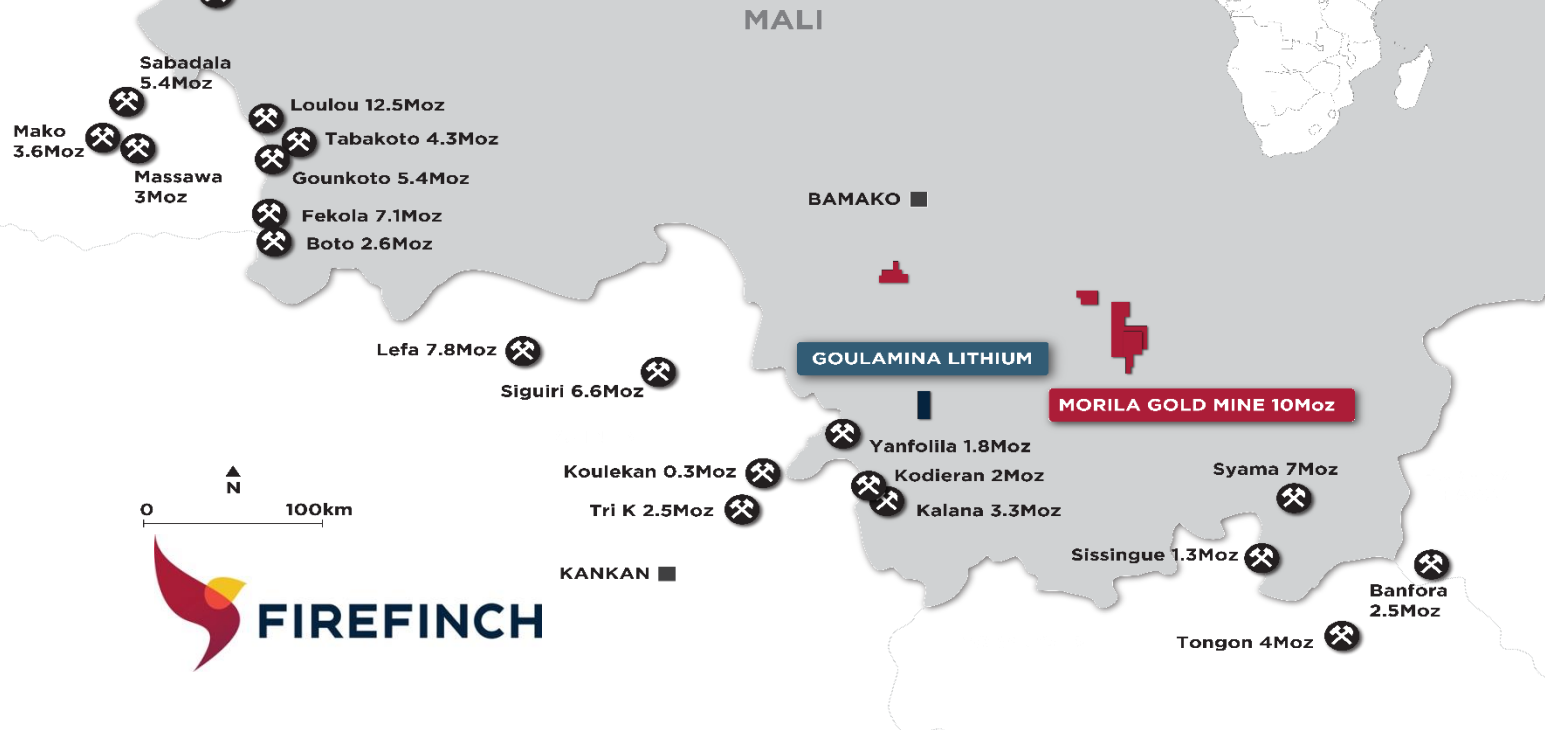 MALI
Sabadala
5.4Moz
Loulou 12.5Moz
Mako
3.6Moz
Tabakoto 4.3Moz
Massawa
3Moz
Gounkoto 5.4Moz
BAMAKO
Fekola 7.1Moz
Boto 2.6Moz
Lefa 7.8Moz
GOULAMINA LITHIUM
Siguiri 6.6Moz
MORILA GOLD MINE 10Moz
Yanfolila 1.8Moz
Koulekan 0.3Moz
Kodieran 2Moz
Syama 7Moz
N
0 100km
Tri K 2.5Moz
Kalana 3.3Moz
Sissingue 1.3Moz
KANKAN
Banfora
2.5Moz
FIREFINCH
Tongon 4Moz